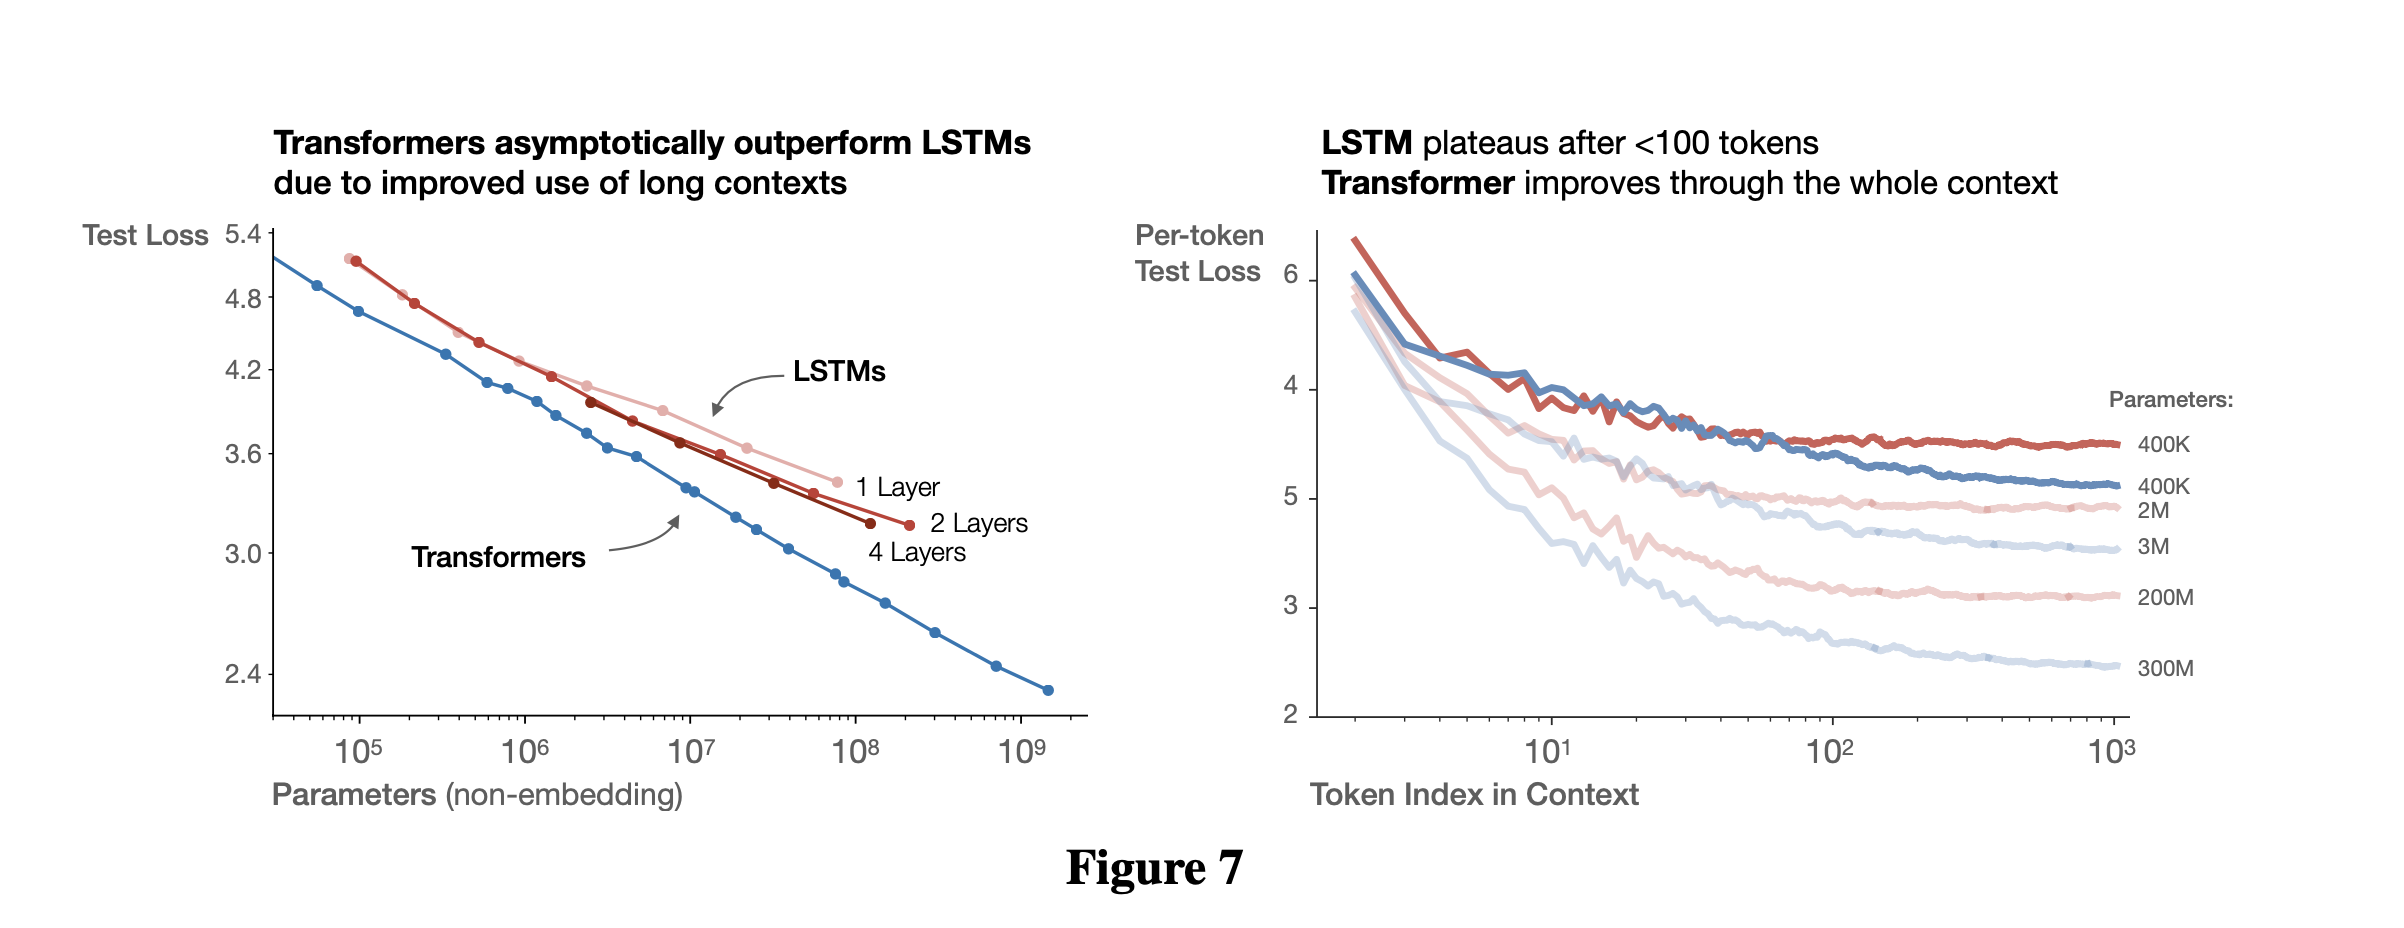 Transformers asymptotically outperform LSTMs
due to improved use of long contexts
Test Loss
5.4
4.8
4.2
3.6
3.0
2.4
LSTMs
1 Layer
2 Layers
4 Layers
Transformers
10⁵ 10⁶ 10⁷ 10⁸ 10⁹
Parameters (non-embedding)
LSTM plateaus after <100 tokens
Transformer improves through the whole context
Per-token
Test Loss
6
4
5
3
2
Parameters:
400K
400K
2M
3M
200M
300M
10¹ 10² 10³
Token Index in Context
Figure 7